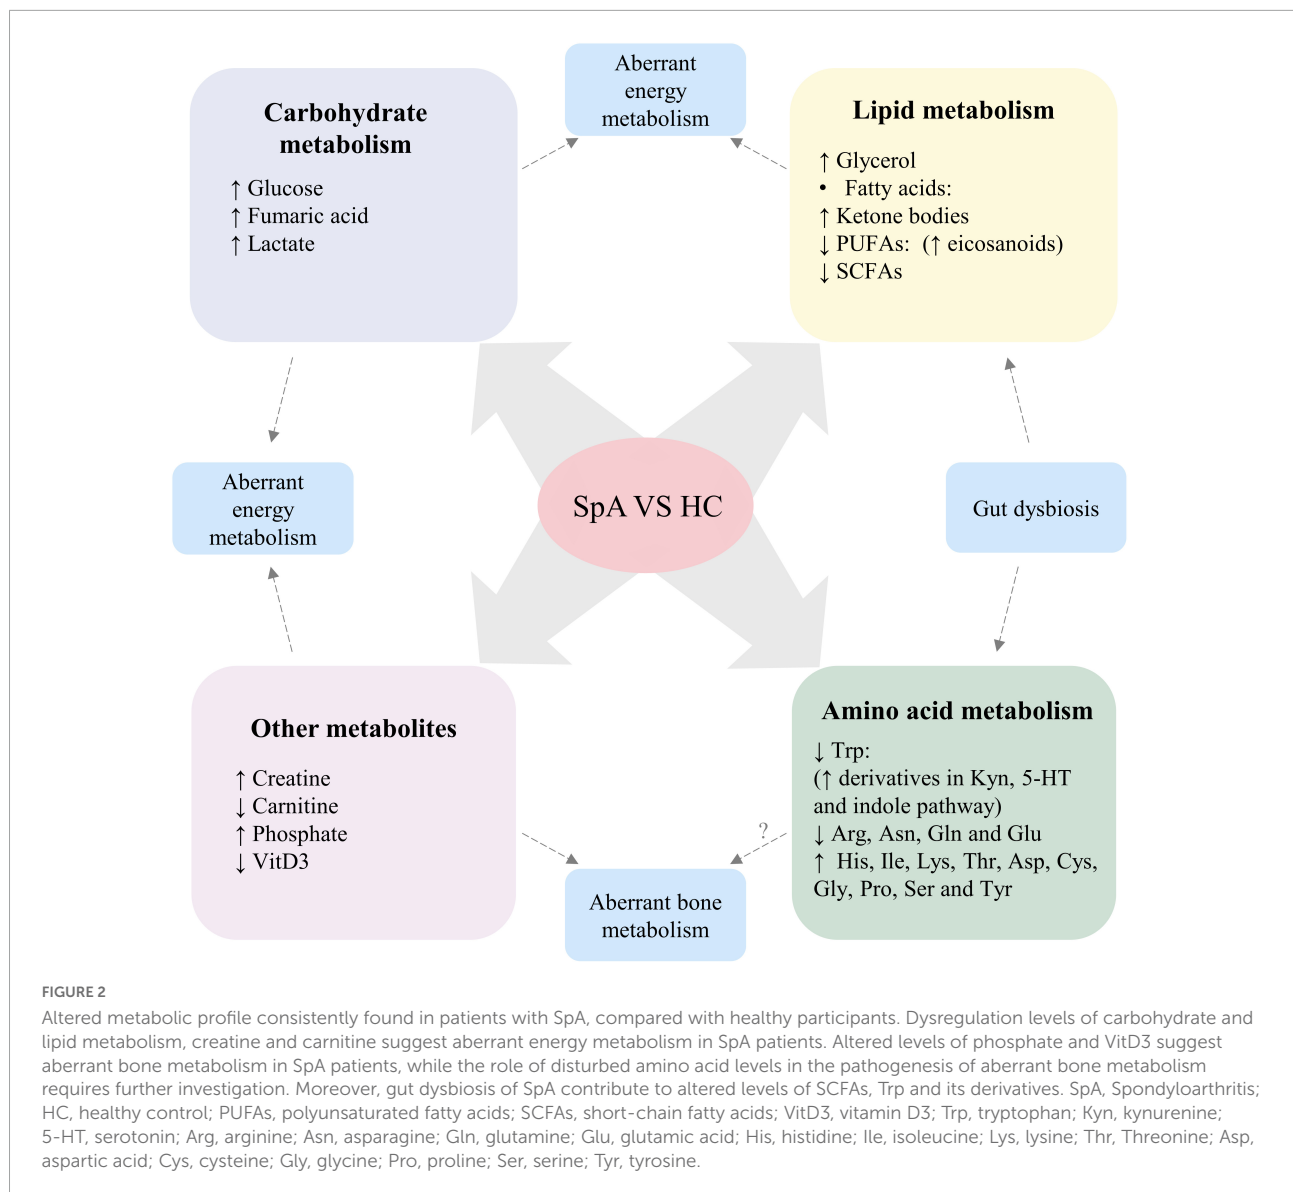 Aberrant
energy
metabolism
Carbohydrate
metabolism
↑ Glucose
↑ Fumaric acid
↑ Lactate
Lipid metabolism
↑ Glycerol
• Fatty acids:
↑ Ketone bodies
↓ PUFAs: (↑ eicosanoids)
↓ SCFAs
Aberrant
energy
metabolism
SpA VS HC
Gut dysbiosis
Other metabolites
↑ Creatine
↓ Carnitine
↑ Phosphate
↓ VitD3
Amino acid metabolism
↓ Trp:
(↑ derivatives in Kyn, 5-HT
and indole pathway)
↓ Arg, Asn, Gln and Glu
↑ His, Ile, Lys, Thr, Asp, Cys,
Gly, Pro, Ser and Tyr
?
Aberrant bone
metabolism
FIGURE 2
Altered metabolic profile consistently found in patients with SpA, compared with healthy participants. Dysregulation levels of carbohydrate and
lipid metabolism, creatine and carnitine suggest aberrant energy metabolism in SpA patients. Altered levels of phosphate and VitD3 suggest
aberrant bone metabolism in SpA patients, while the role of disturbed amino acid levels in the pathogenesis of aberrant bone metabolism
requires further investigation. Moreover, gut dysbiosis of SpA contribute to altered levels of SCFAs, Trp and its derivatives. SpA, Spondyloarthritis;
HC, healthy control; PUFAs, polyunsaturated fatty acids; SCFAs, short-chain fatty acids; VitD3, vitamin D3; Trp, tryptophan; Kyn, kynurenine;
5-HT, serotonin; Arg, arginine; Asn, asparagine; Gln, glutamine; Glu, glutamic acid; His, histidine; Ile, isoleucine; Lys, lysine; Thr, Threonine; Asp,
aspartic acid; Cys, cysteine; Gly, glycine; Pro, proline; Ser, serine; Tyr, tyrosine.